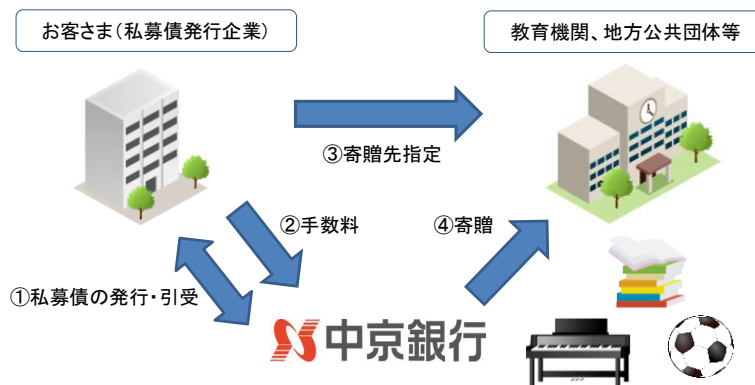 お客さま(私募債発行企業)
教育機関、地方公共団体等
③寄贈先指定
②手数料
④寄贈
①私募債の発行・引受
中京銀行